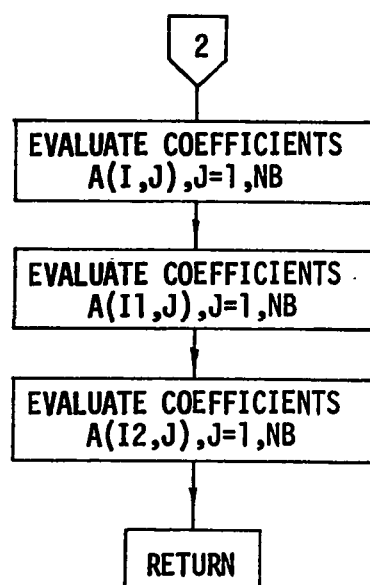 2
EVALUATE COEFFICIENTS
A(I,J),J=1,NB
EVALUATE COEFFICIENTS
A(I1,J),J=1,NB
EVALUATE COEFFICIENTS
A(I2,J),J=1,NB
RETURN